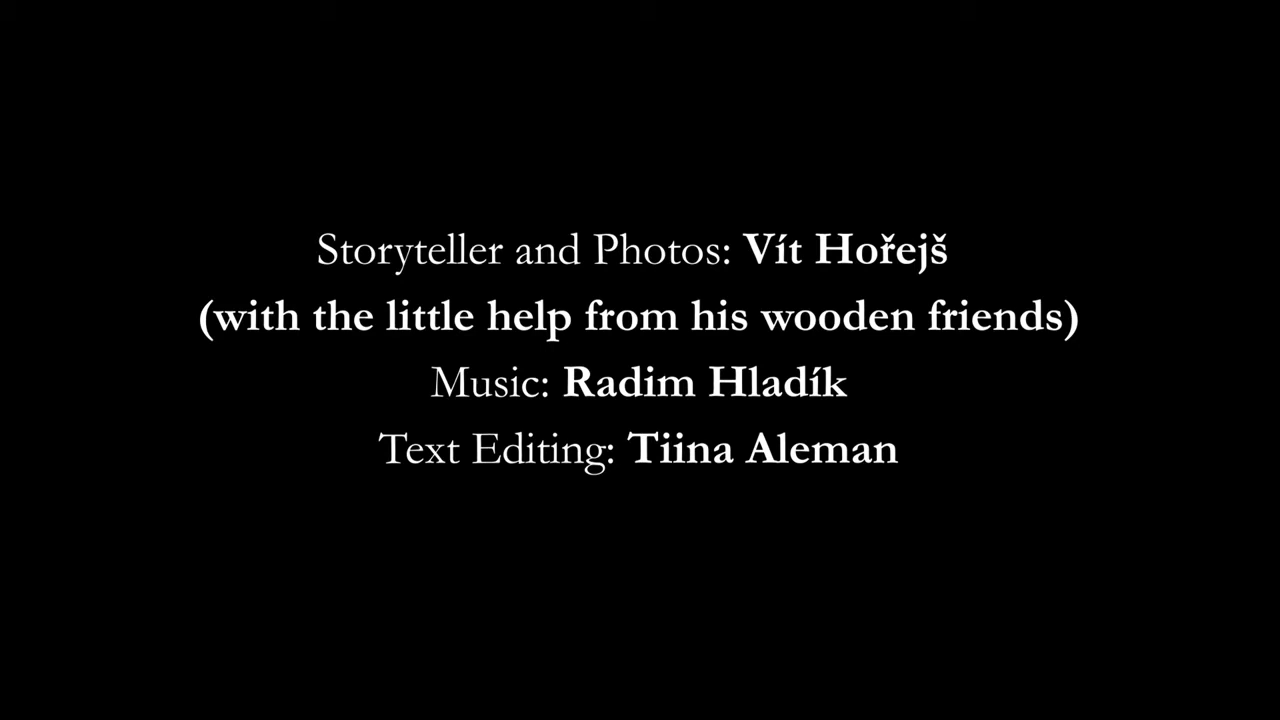 Storyteller and Photos: Vít Hořejš
(with the little help from his wooden friends)
Music: Radim Hladík
Text Editing: Tiina Aleman